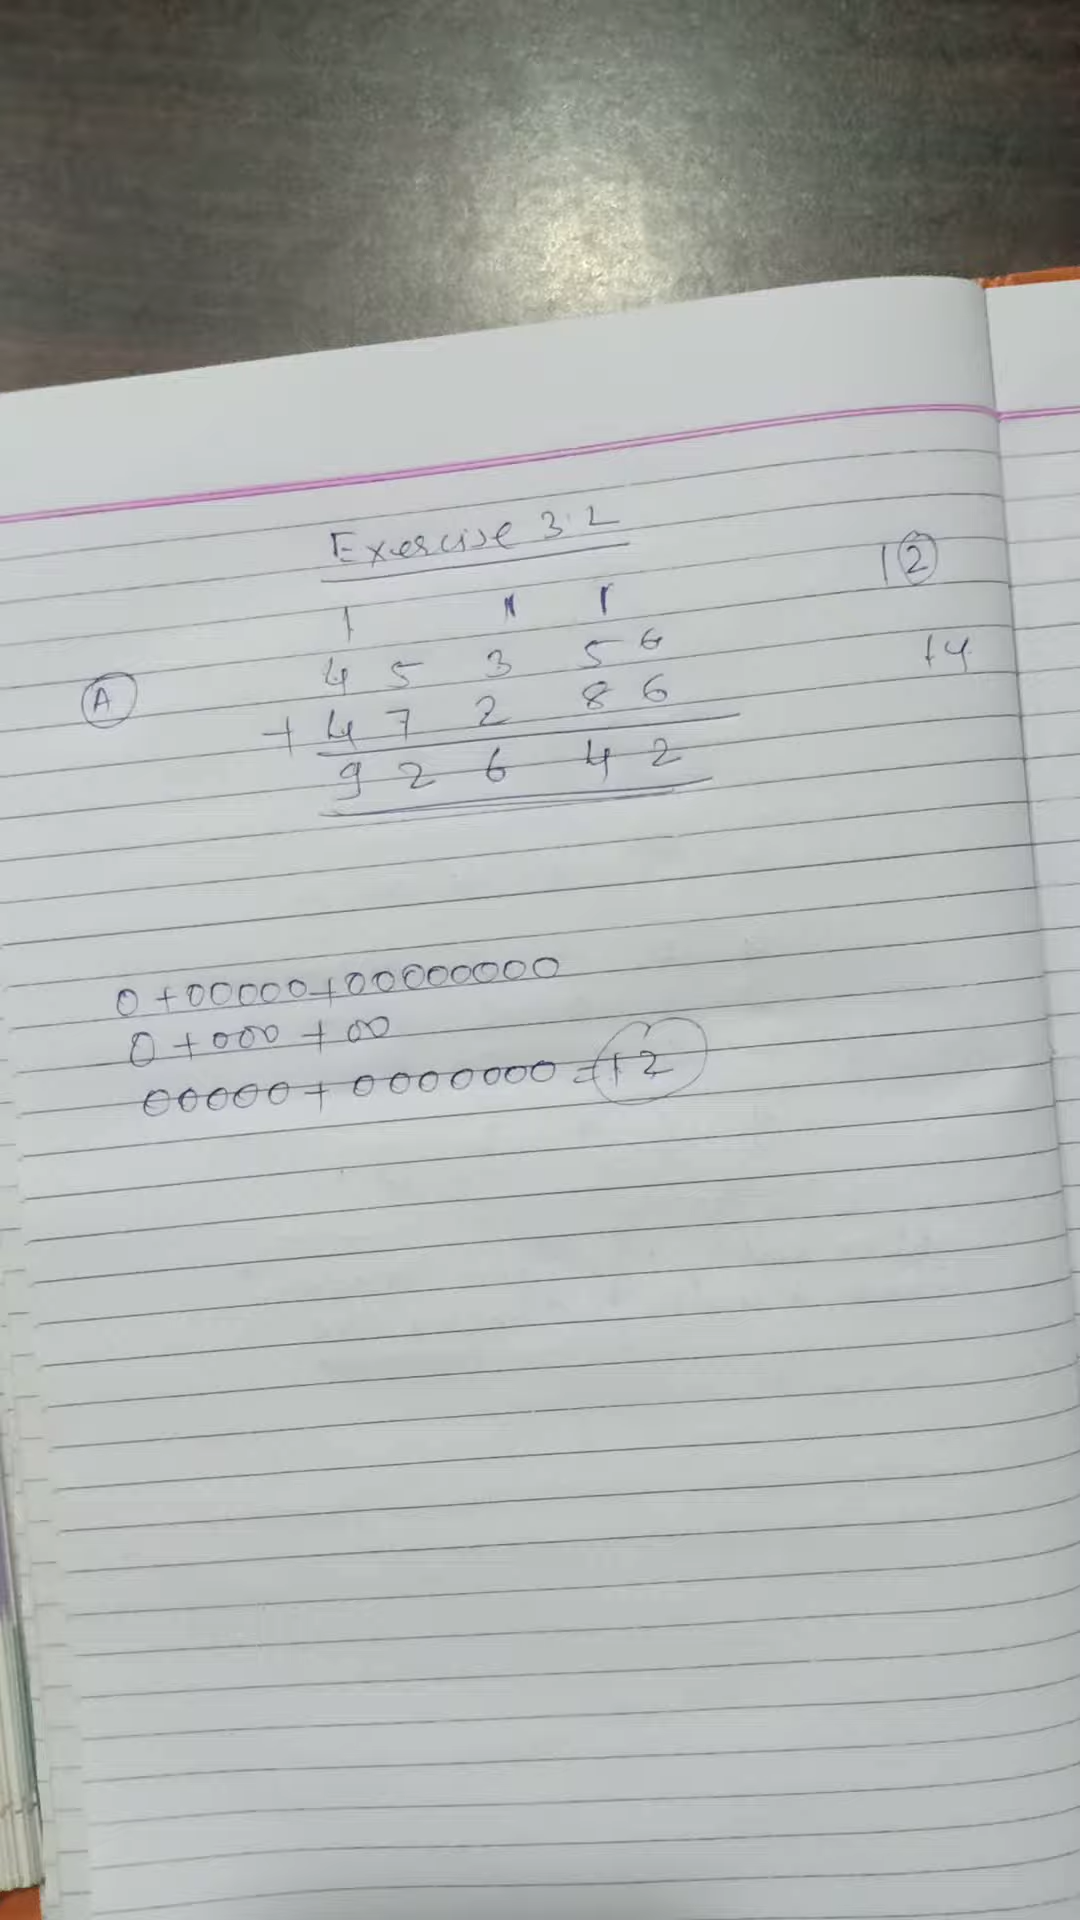 Exercise 3.2
1 1 1
(A) 4 5 3 5 6
+ 4 7 2 8 6
9 2 6 4 2
12
14
0 + 00000 + 00000000
0 + 000 + 00
00000 + 0000000 = 12